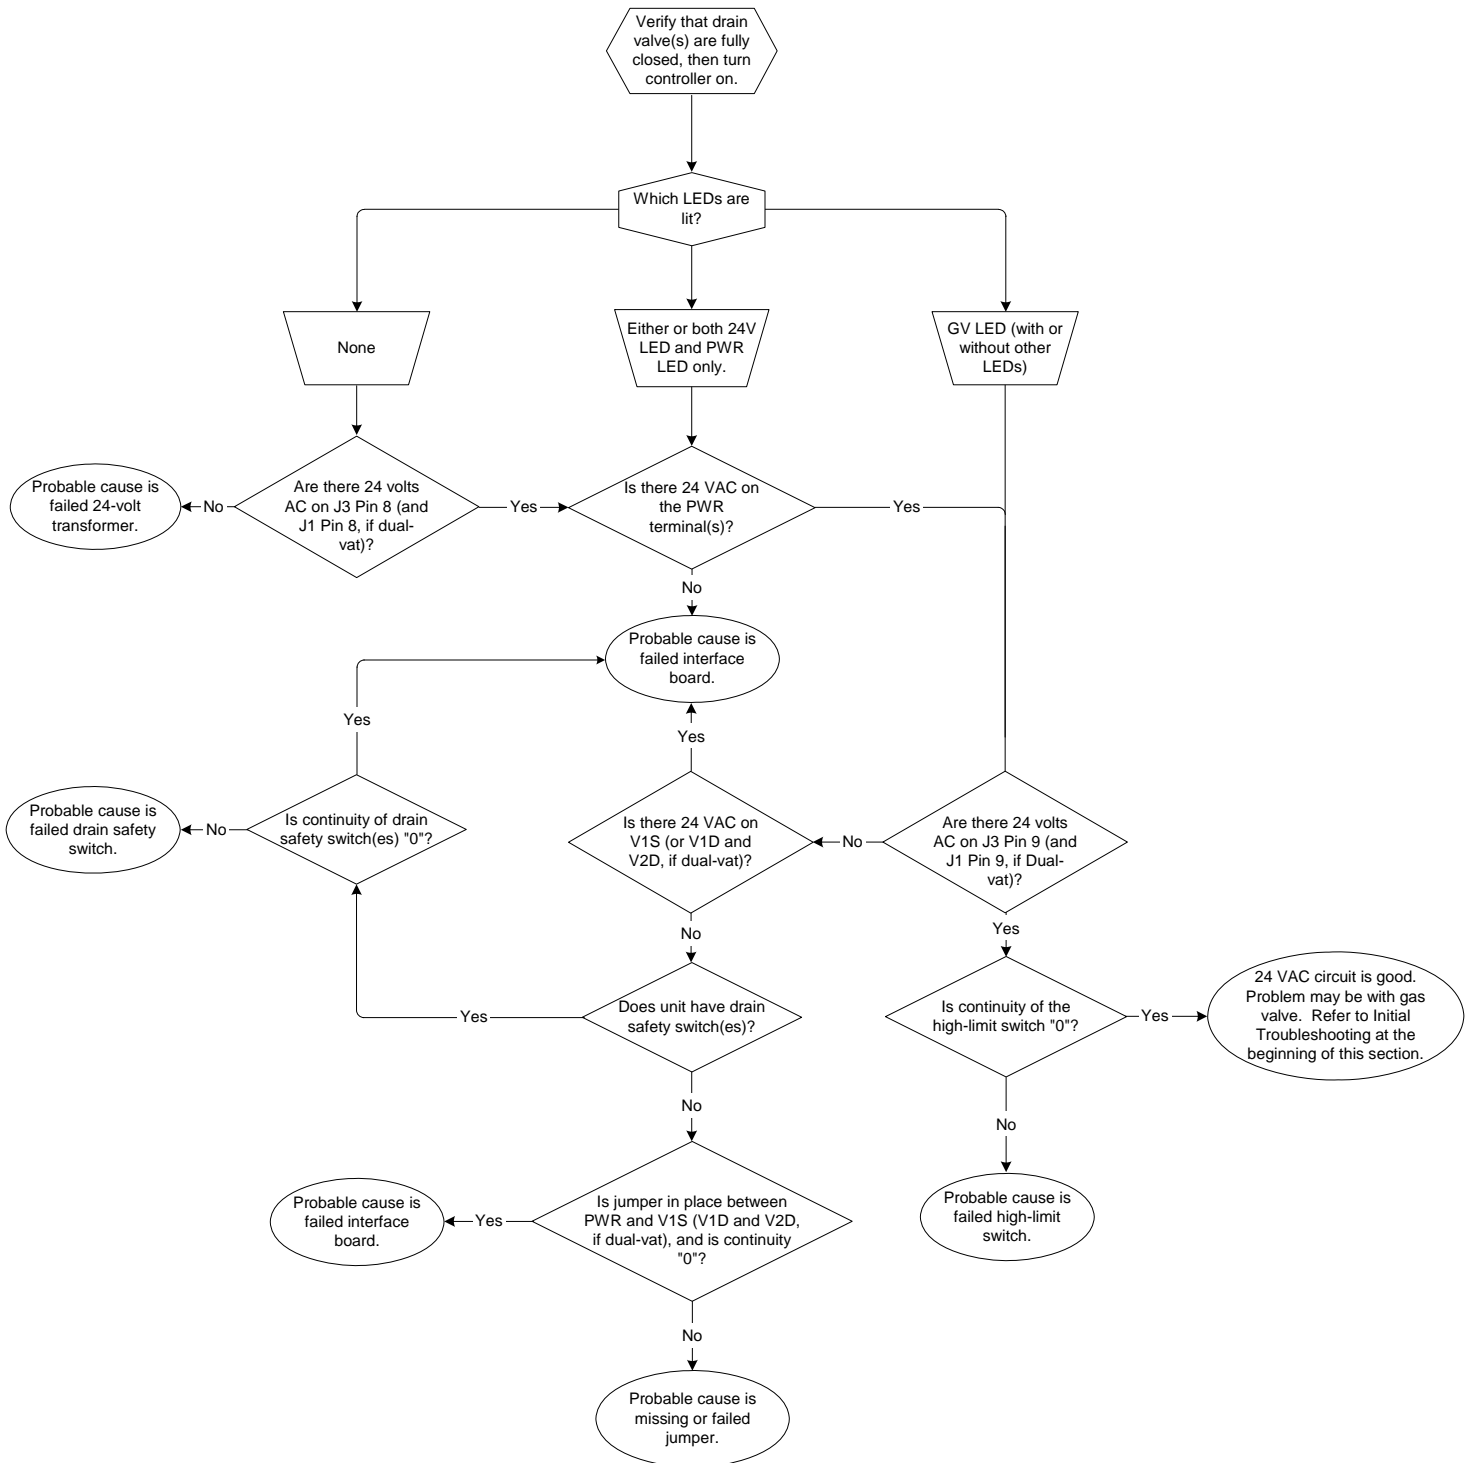 Verify that drain
valve(s) are fully
closed, then turn
controller on.
Which LEDs are
lit?
None
Either or both 24V
LED and PWR
LED only.
GV LED (with or
without other
LEDs)
Probable cause is
failed 24-volt
transformer.
No
Are there 24 volts
AC on J3 Pin 8 (and
J1 Pin 8, if dual-
vat)?
Yes
Is there 24 VAC on
the PWR
terminal(s)?
Yes
No
Probable cause is
failed interface
board.
Yes
Yes
Probable cause is
failed drain safety
switch.
No
Is continuity of drain
safety switch(es) "0"?
Is there 24 VAC on
V1S (or V1D and
V2D, if dual-vat)?
No
Are there 24 volts
AC on J3 Pin 9 (and
J1 Pin 9, if Dual-
vat)?
No
Yes
Yes
Does unit have drain
safety switch(es)?
Is continuity of the
high-limit switch "0"?
Yes
24 VAC circuit is good.
Problem may be with gas
valve.  Refer to Initial
Troubleshooting at the
beginning of this section.
No
No
Probable cause is
failed interface
board.
Yes
Is jumper in place between
PWR and V1S (V1D and V2D,
if dual-vat), and is continuity
"0"?
Probable cause is
failed high-limit
switch.
No
Probable cause is
missing or failed
jumper.